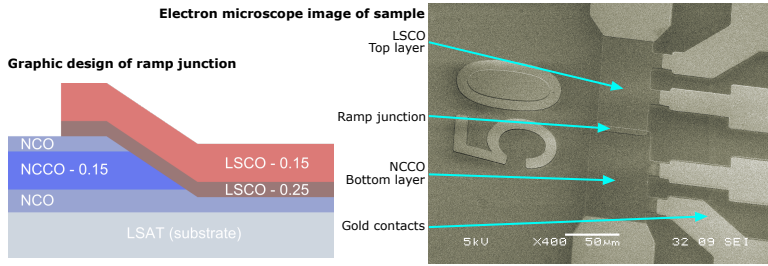 Electron microscope image of sample
Graphic design of ramp junction
NCO
NCCO - 0.15
NCO
LSCO - 0.15
LSCO - 0.25
LSAT (substrate)
LSCO
Top layer
Ramp junction
NCCO
Bottom layer
Gold contacts
05
5kV X400 50µm 32 09 SEI